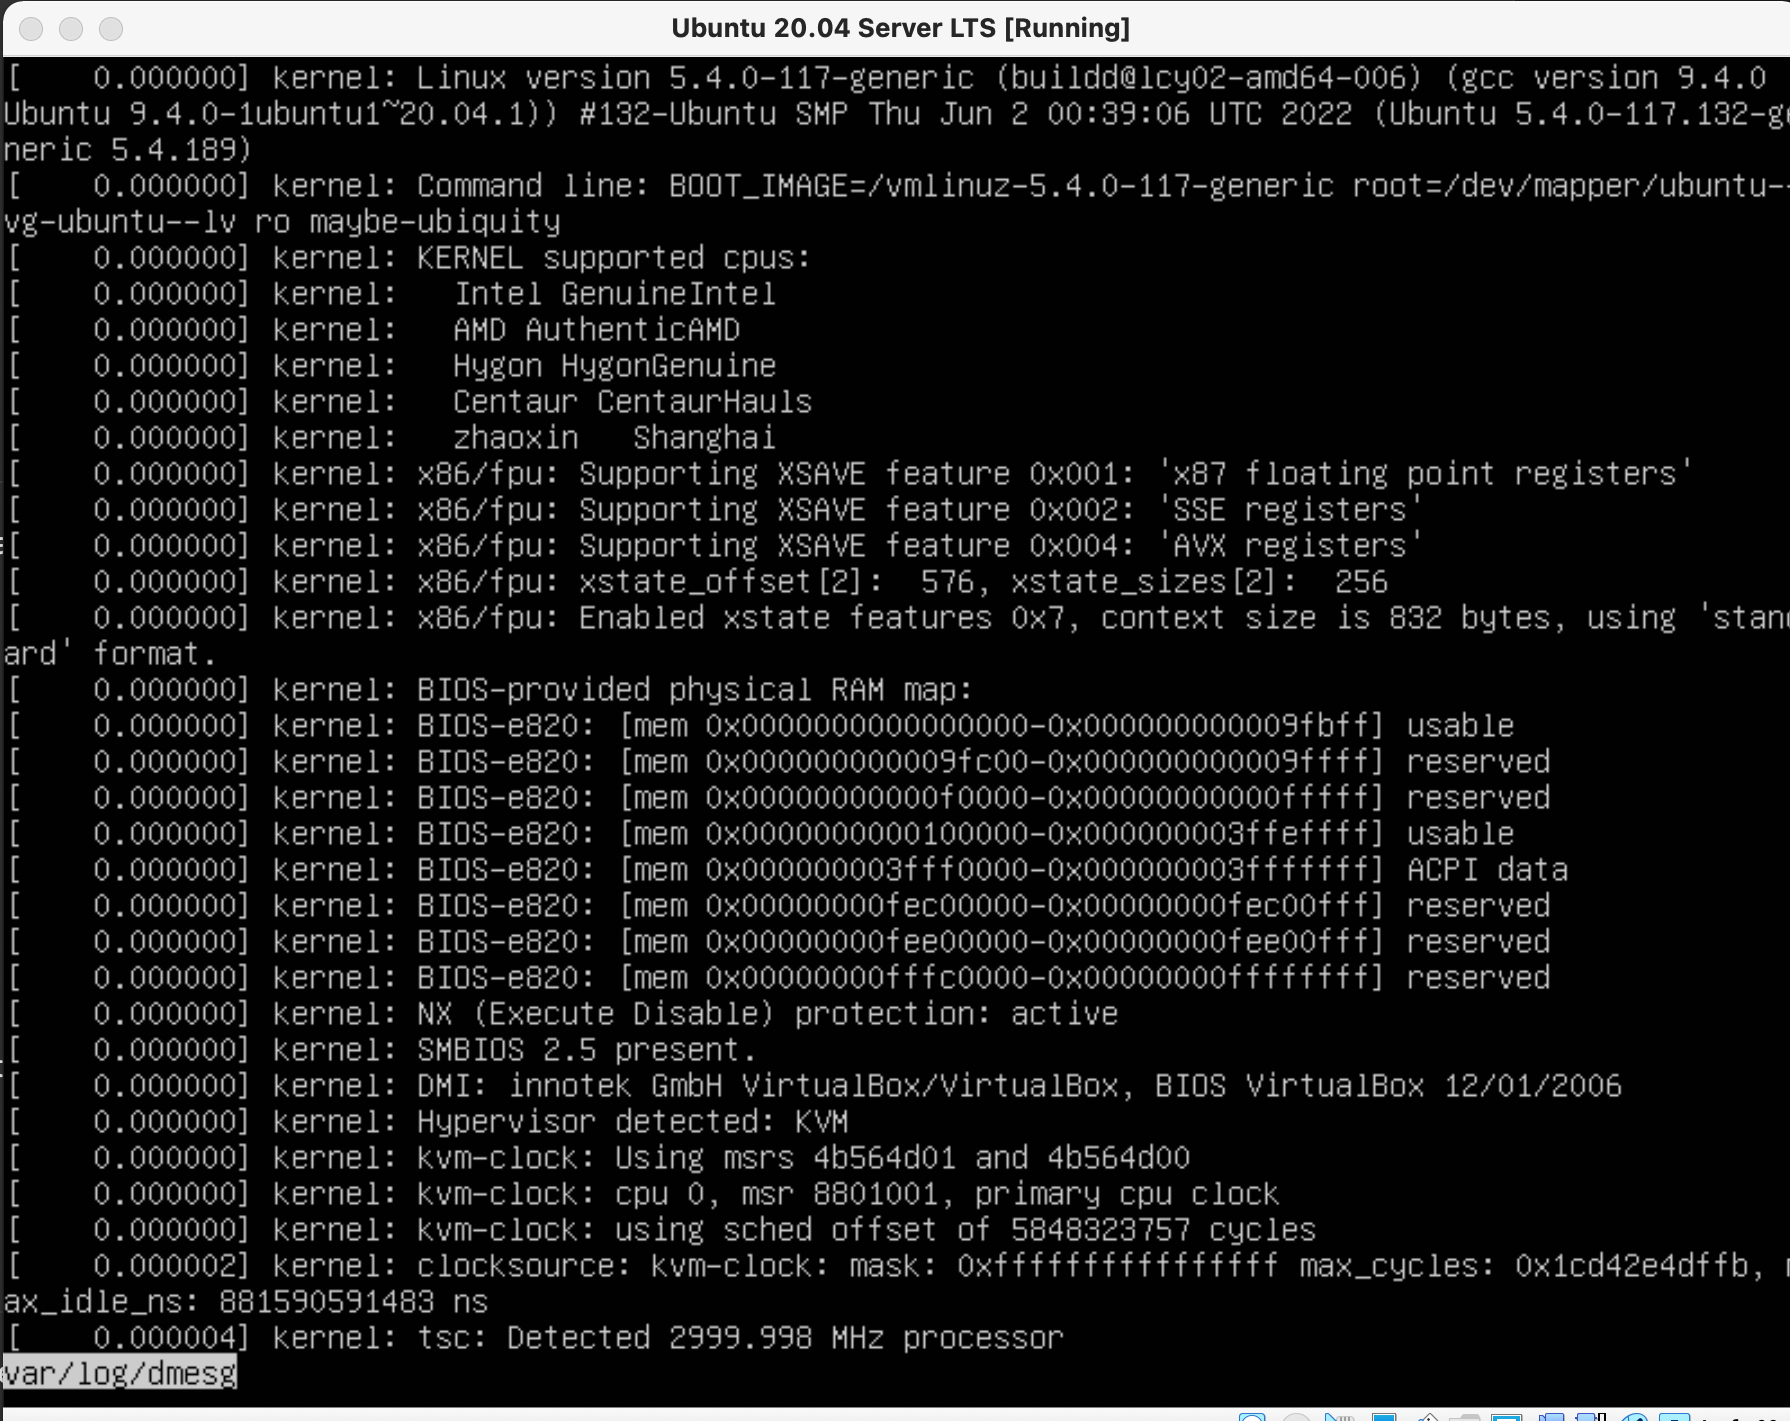 Ubuntu 20.04 Server LTS [Running]
[    0.000000] kernel: Linux version 5.4.0-117-generic (buildd@lcy02-amd64-006) (gcc version 9.4.0
Ubuntu 9.4.0-1ubuntu1~20.04.1)) #132-Ubuntu SMP Thu Jun 2 00:39:06 UTC 2022 (Ubuntu 5.4.0-117.132-ge
neric 5.4.189)
[    0.000000] kernel: Command line: BOOT_IMAGE=/vmlinuz-5.4.0-117-generic root=/dev/mapper/ubuntu--
vg-ubuntu--lv ro maybe-ubiquity
[    0.000000] kernel: KERNEL supported cpus:
[    0.000000] kernel:   Intel GenuineIntel
[    0.000000] kernel:   AMD AuthenticAMD
[    0.000000] kernel:   Hygon HygonGenuine
[    0.000000] kernel:   Centaur CentaurHauls
[    0.000000] kernel:   zhaoxin   Shanghai
[    0.000000] kernel: x86/fpu: Supporting XSAVE feature 0x001: 'x87 floating point registers'
[    0.000000] kernel: x86/fpu: Supporting XSAVE feature 0x002: 'SSE registers'
[    0.000000] kernel: x86/fpu: Supporting XSAVE feature 0x004: 'AVX registers'
[    0.000000] kernel: x86/fpu: xstate_offset[2]:  576, xstate_sizes[2]:  256
[    0.000000] kernel: x86/fpu: Enabled xstate features 0x7, context size is 832 bytes, using 'stand
ard' format.
[    0.000000] kernel: BIOS-provided physical RAM map:
[    0.000000] kernel: BIOS-e820: [mem 0x0000000000000000-0x000000000009fbff] usable
[    0.000000] kernel: BIOS-e820: [mem 0x000000000009fc00-0x000000000009ffff] reserved
[    0.000000] kernel: BIOS-e820: [mem 0x00000000000f0000-0x00000000000fffff] reserved
[    0.000000] kernel: BIOS-e820: [mem 0x0000000000100000-0x000000003ffeffff] usable
[    0.000000] kernel: BIOS-e820: [mem 0x000000003fff0000-0x000000003fffffff] ACPI data
[    0.000000] kernel: BIOS-e820: [mem 0x00000000fec00000-0x00000000fec00fff] reserved
[    0.000000] kernel: BIOS-e820: [mem 0x00000000fee00000-0x00000000fee00fff] reserved
[    0.000000] kernel: BIOS-e820: [mem 0x00000000fffc0000-0x00000000ffffffff] reserved
[    0.000000] kernel: NX (Execute Disable) protection: active
[    0.000000] kernel: SMBIOS 2.5 present.
[    0.000000] kernel: DMI: innotek GmbH VirtualBox/VirtualBox, BIOS VirtualBox 12/01/2006
[    0.000000] kernel: Hypervisor detected: KVM
[    0.000000] kernel: kvm-clock: Using msrs 4b564d01 and 4b564d00
[    0.000000] kernel: kvm-clock: cpu 0, msr 8801001, primary cpu clock
[    0.000000] kernel: kvm-clock: using sched offset of 5848323757 cycles
[    0.000002] kernel: clocksource: kvm-clock: mask: 0xffffffffffffffff max_cycles: 0x1cd42e4dffb, m
ax_idle_ns: 881590591483 ns
[    0.000004] kernel: tsc: Detected 2999.998 MHz processor
var/log/dmesg